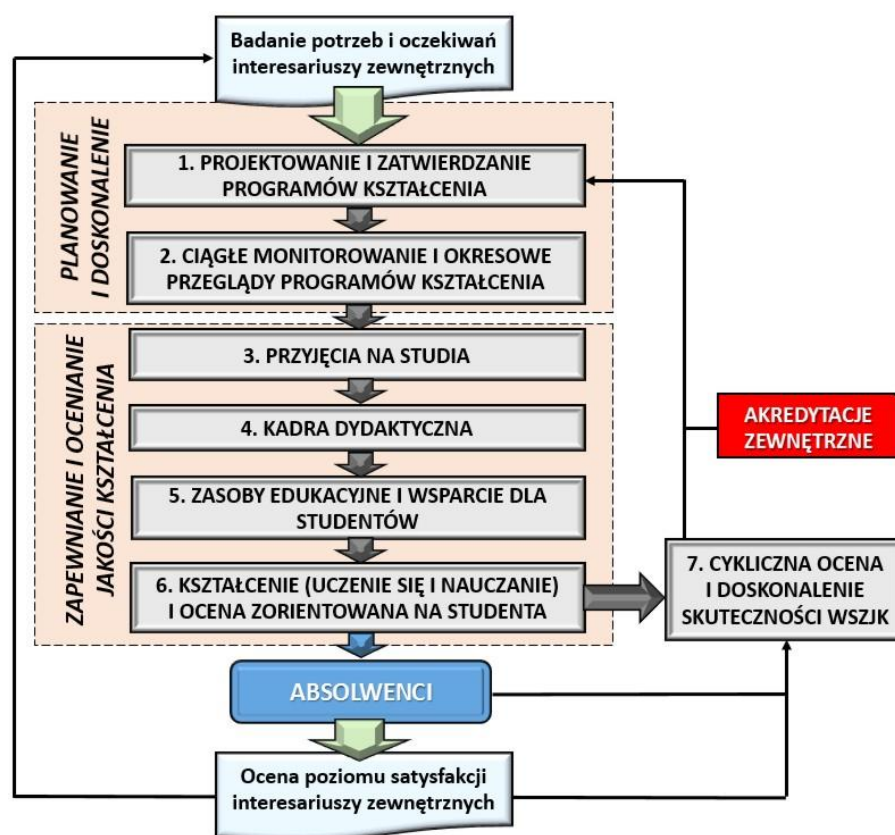 Badanie potrzeb i oczekiwań
interesariuszy zewnętrznych
PLANOWANIE
I DOSKONALENIE
1. PROJEKTOWANIE I ZATWIERDZANIE
PROGRAMÓW KSZTAŁCENIA
2. CIĄGŁE MONITOROWANIE I OKRESOWE
PRZEGLĄDY PROGRAMÓW KSZTAŁCENIA
ZAPEWNIANIE I OCENIANIE
JAKOŚCI KSZTAŁCENIA
3. PRZYJĘCIA NA STUDIA
4. KADRA DYDAKTYCZNA
5. ZASOBY EDUKACYJNE I WSPARCIE DLA
STUDENTÓW
6. KSZTAŁCENIE (UCZENIE SIĘ I NAUCZANIE)
I OCENA ZORIENTOWANA NA STUDENTA
AKREDYTACJE
ZEWNĘTRZNE
7. CYKLICZNA OCENA
I DOSKONALENIE
SKUTECZNOŚCI WSZJK
ABSOLWENCI
Ocena poziomu satysfakcji
interesariuszy zewnętrznych